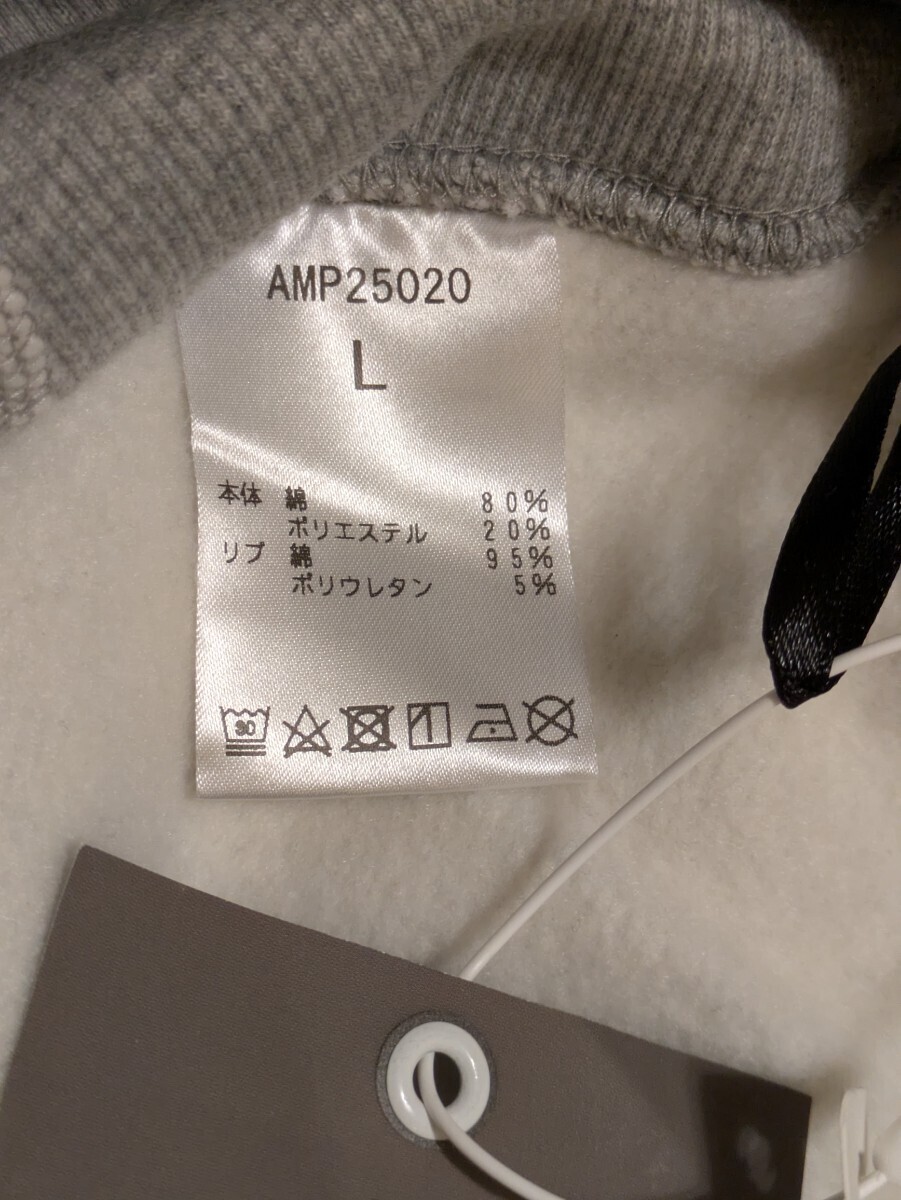 AMP25020
L
本体 綿 80%
ポリエステル 20%
リブ 綿 95%
ポリウレタン 5%
30